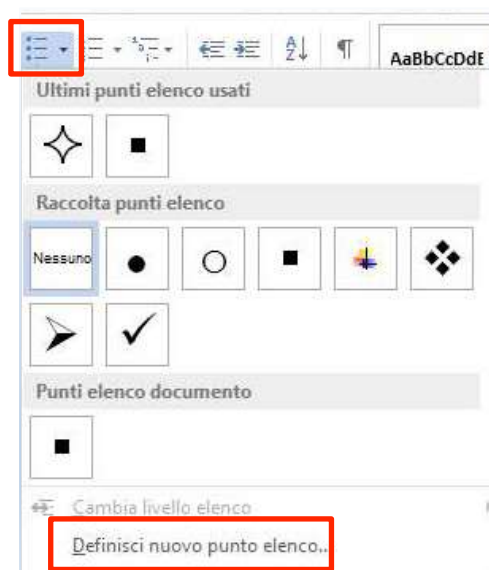 AaBbCcDdE
Ultimi punti elenco usati
Raccolta punti elenco
Nessuno
Punti elenco documento
Cambia livello elenco
Definisci nuovo punto elenco...